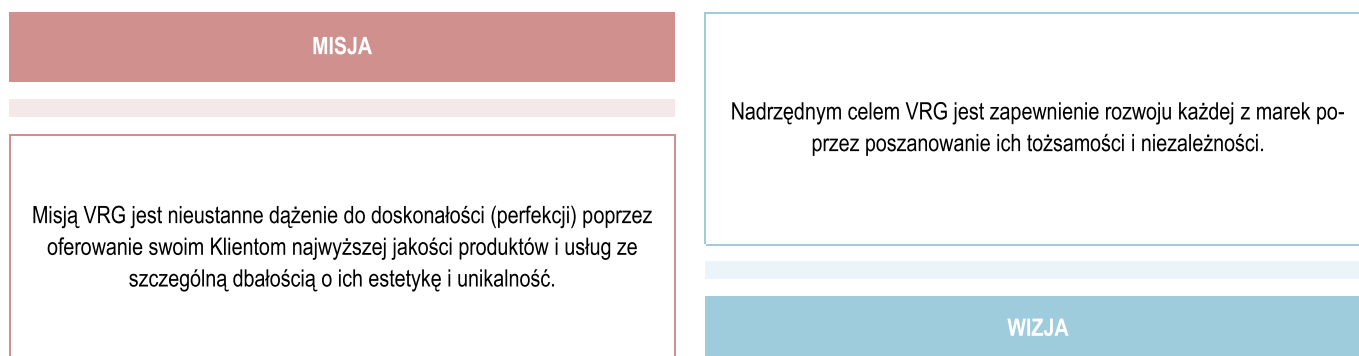 MISJA
Misją VRG jest nieustanne dążenie do doskonałości (perfekcji) poprzez
oferowanie swoim Klientom najwyższej jakości produktów i usług ze
szczególną dbałością o ich estetykę i unikalność.
Nadrzędnym celem VRG jest zapewnienie rozwoju każdej z marek po-
przez poszanowanie ich tożsamości i niezależności.
WIZJA